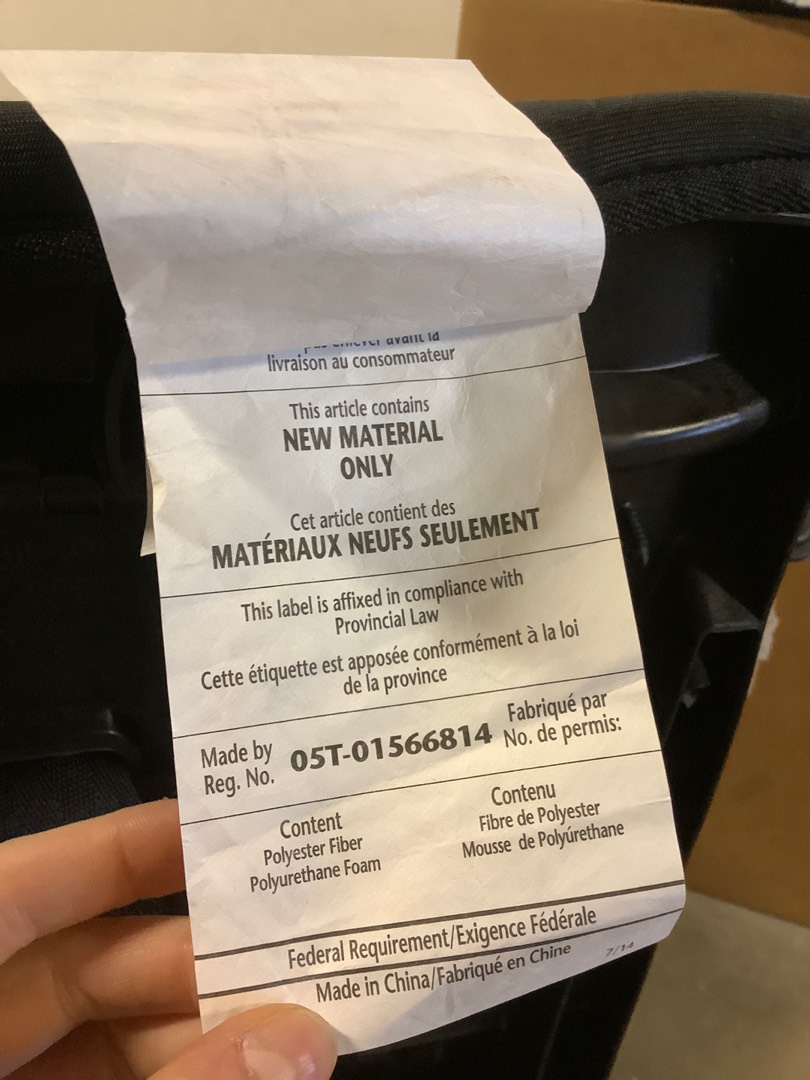 avant la
livraison au consommateur
This article contains
NEW MATERIAL
ONLY
Cet article contient des
MATÉRIAUX NEUFS SEULEMENT
This label is affixed in compliance with
Provincial Law
Cette étiquette est apposée conformément à la loi
de la province
Made by
Reg. No.
05T-01566814
Fabriqué par
No. de permis:
Content
Polyester Fiber
Polyurethane Foam
Contenu
Fibre de Polyester
Mousse de Polyúrethane
Federal Requirement/Exigence Fédérale
Made in China/Fabriqué en Chine
7/14